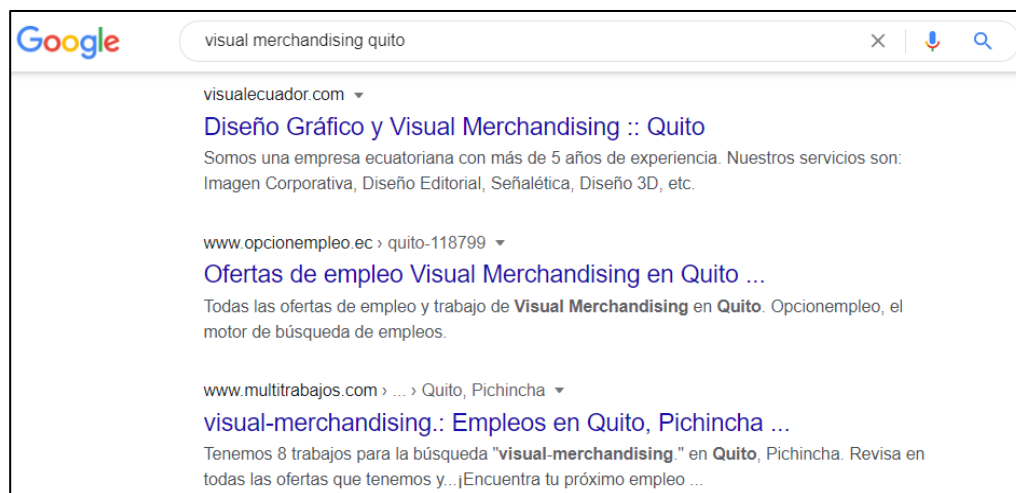 Google
visual merchandising quito
visualecuador.com
Diseño Gráfico y Visual Merchandising :: Quito
Somos una empresa ecuatoriana con más de 5 años de experiencia. Nuestros servicios son:
Imagen Corporativa, Diseño Editorial, Señalética, Diseño 3D, etc.
www.opcionempleo.ec › quito-118799
Ofertas de empleo Visual Merchandising en Quito ...
Todas las ofertas de empleo y trabajo de Visual Merchandising en Quito. Opcionempleo, el
motor de búsqueda de empleos.
www.multitrabajos.com › ... › Quito, Pichincha
visual-merchandising.: Empleos en Quito, Pichincha ...
Tenemos 8 trabajos para la búsqueda "visual-merchandising." en Quito, Pichincha. Revisa en
todas las ofertas que tenemos y...¡Encuentra tu próximo empleo ...